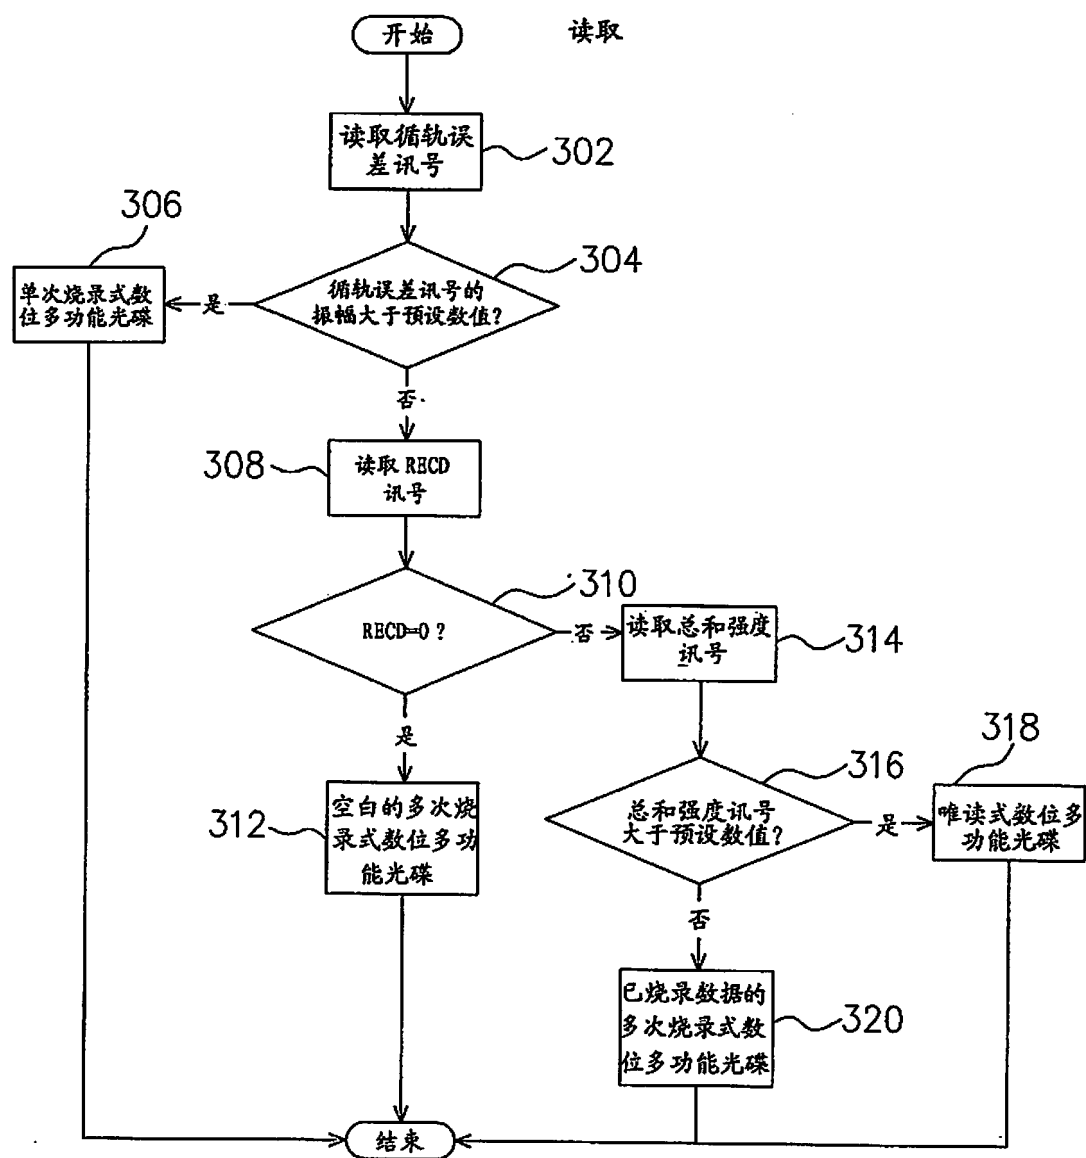 开始
读取
读取循轨误
差讯号
302
306
304
单次烧录式数
位多功能光碟
是
循轨误差讯号的
振幅大于预设数值？
否
308
读取 RECD
讯号
310
RECD=0？
否
读取总和强度
讯号
314
是
318
316
312
空白的多次烧
录式数位多功
能光碟
总和强度讯号
大于预设数值？
是
唯读式数位多
功能光碟
否
已烧录数据的
多次烧录式数
位多功能光碟
320
结束